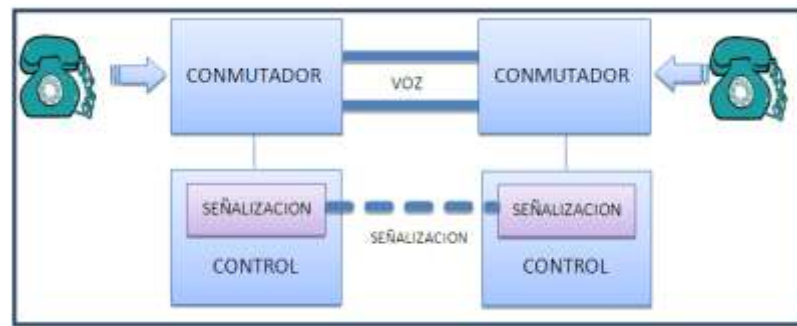 CONMUTADOR
CONMUTADOR
VOZ
SEÑALIZACION
SEÑALIZACION
SEÑALIZACION
CONTROL
CONTROL